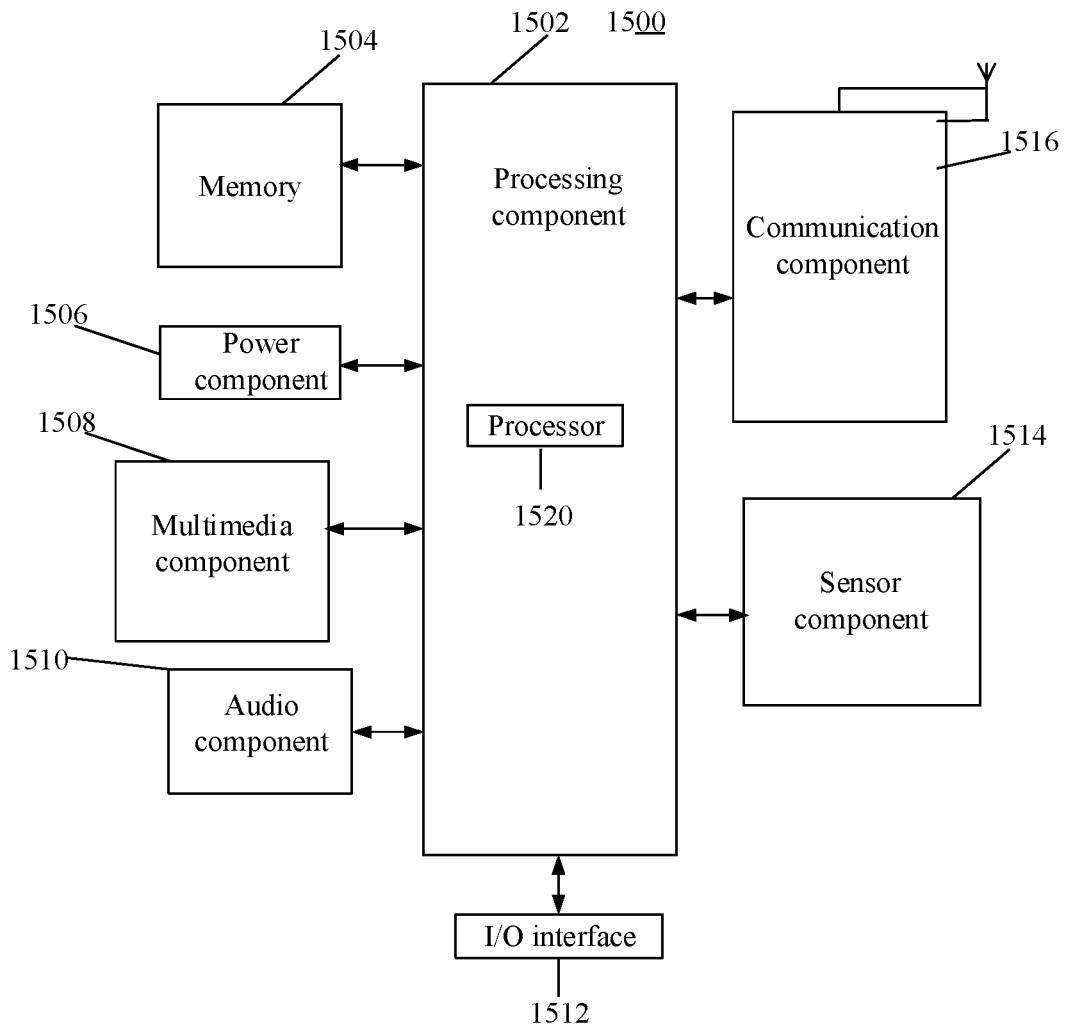 1504
1502
1500
1516
Memory
Processing
component
Communication
component
1506
Power
component
1508
Processor
1514
1520
Multimedia
component
Sensor
component
1510
Audio
component
I/O interface
1512